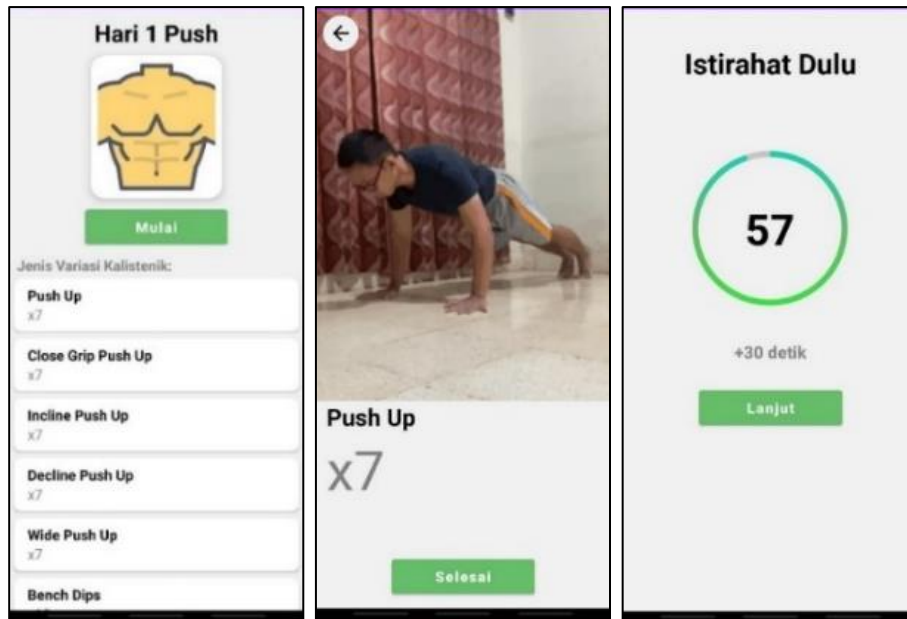 Hari 1 Push
Mulai
Jenis Variasi Kalistenik:
Push Up
x7
Close Grip Push Up
x7
Incline Push Up
x7
Decline Push Up
x7
Wide Push Up
x7
Bench Dips
Push Up
x7
Selesai
Istirahat Dulu
57
+30 detik
Lanjut